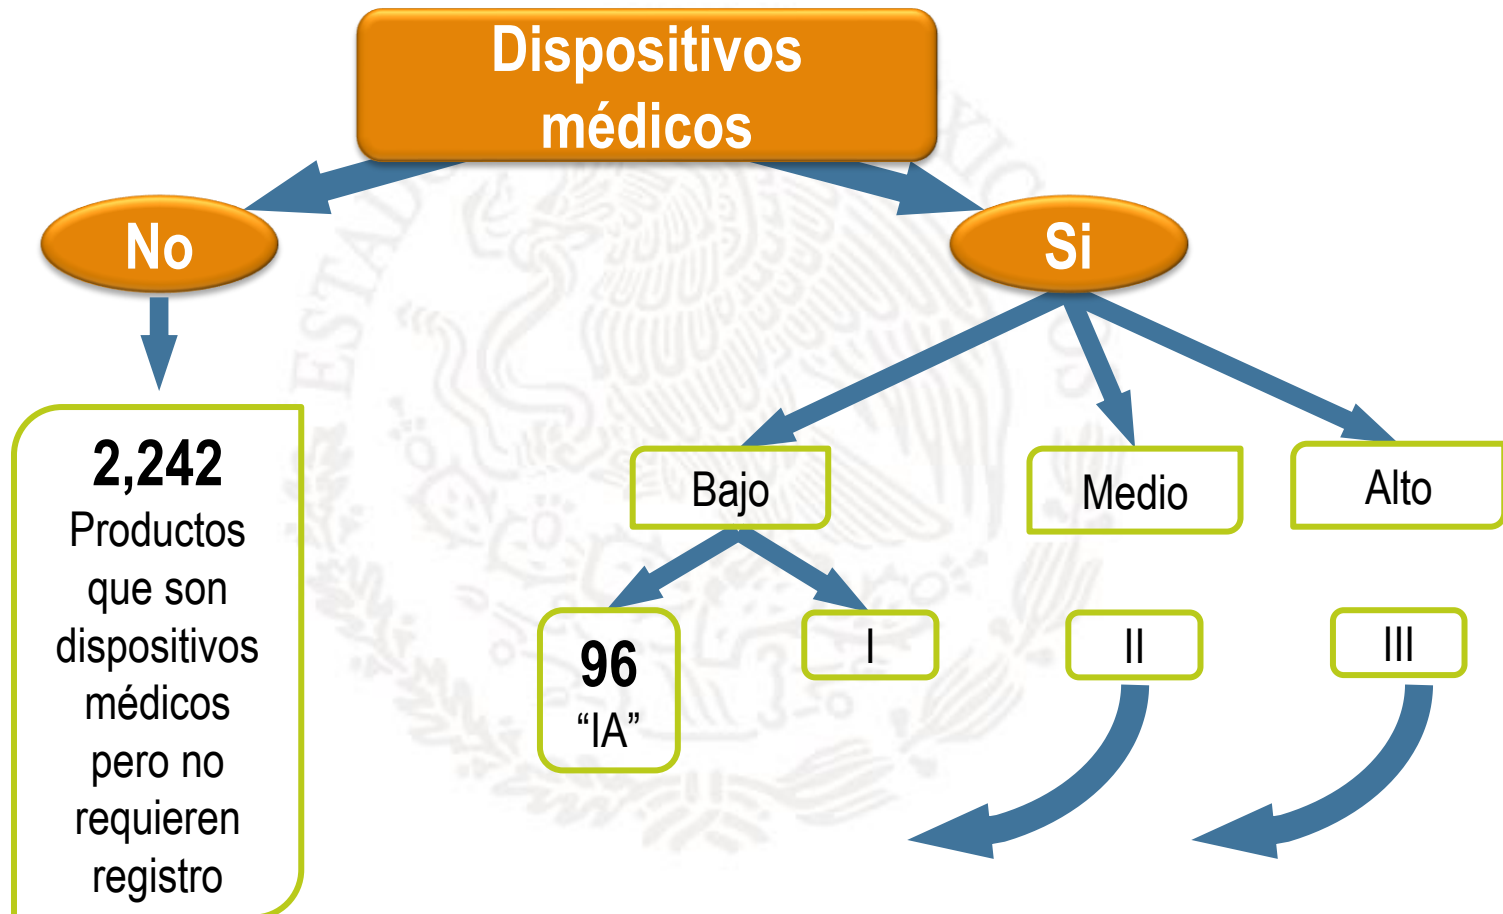 Dispositivos
médicos
No
Si
2,242
Productos
que son
dispositivos
médicos
pero no
requieren
registro
Bajo
Medio
Alto
96
“IA”
I
II
III